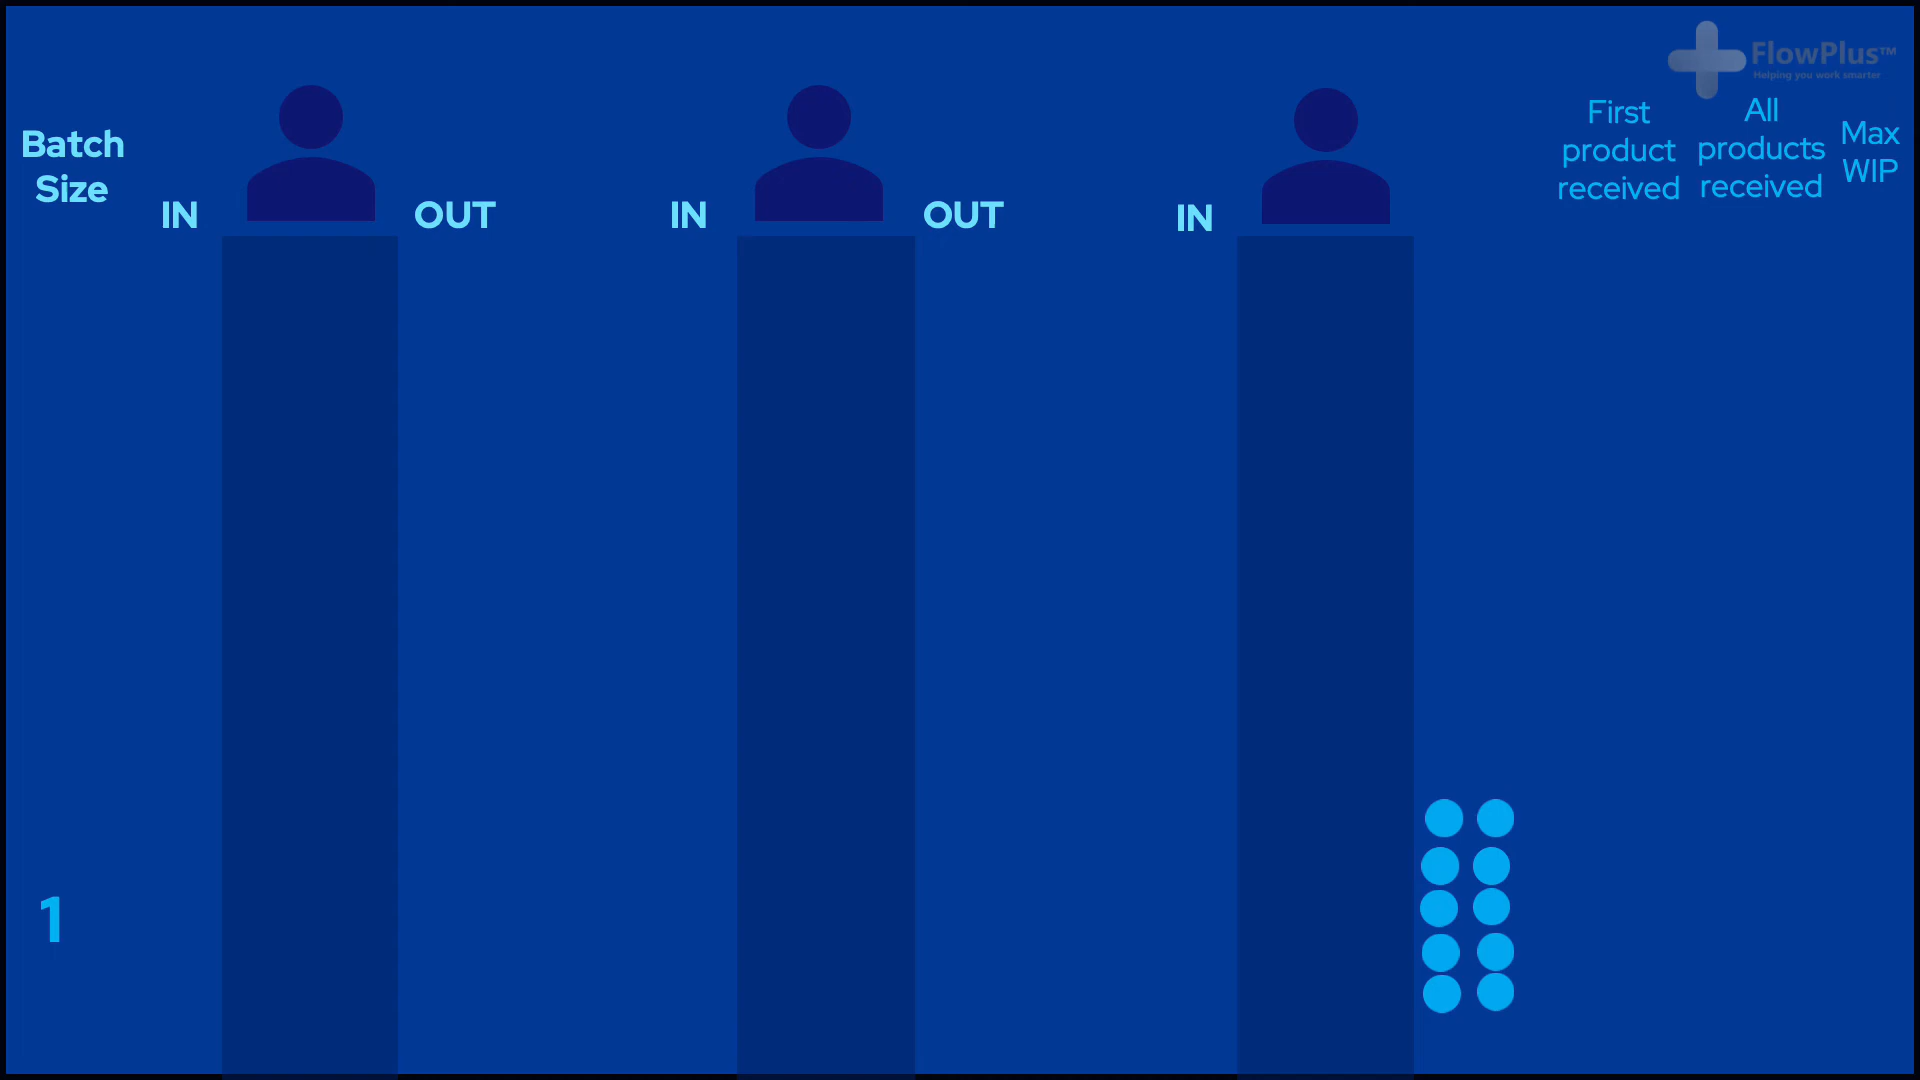 FlowPlus™
Helping you work smarter
Batch
Size
IN
OUT
IN
OUT
IN
First
product
received
All
products
received
Max
WIP
1